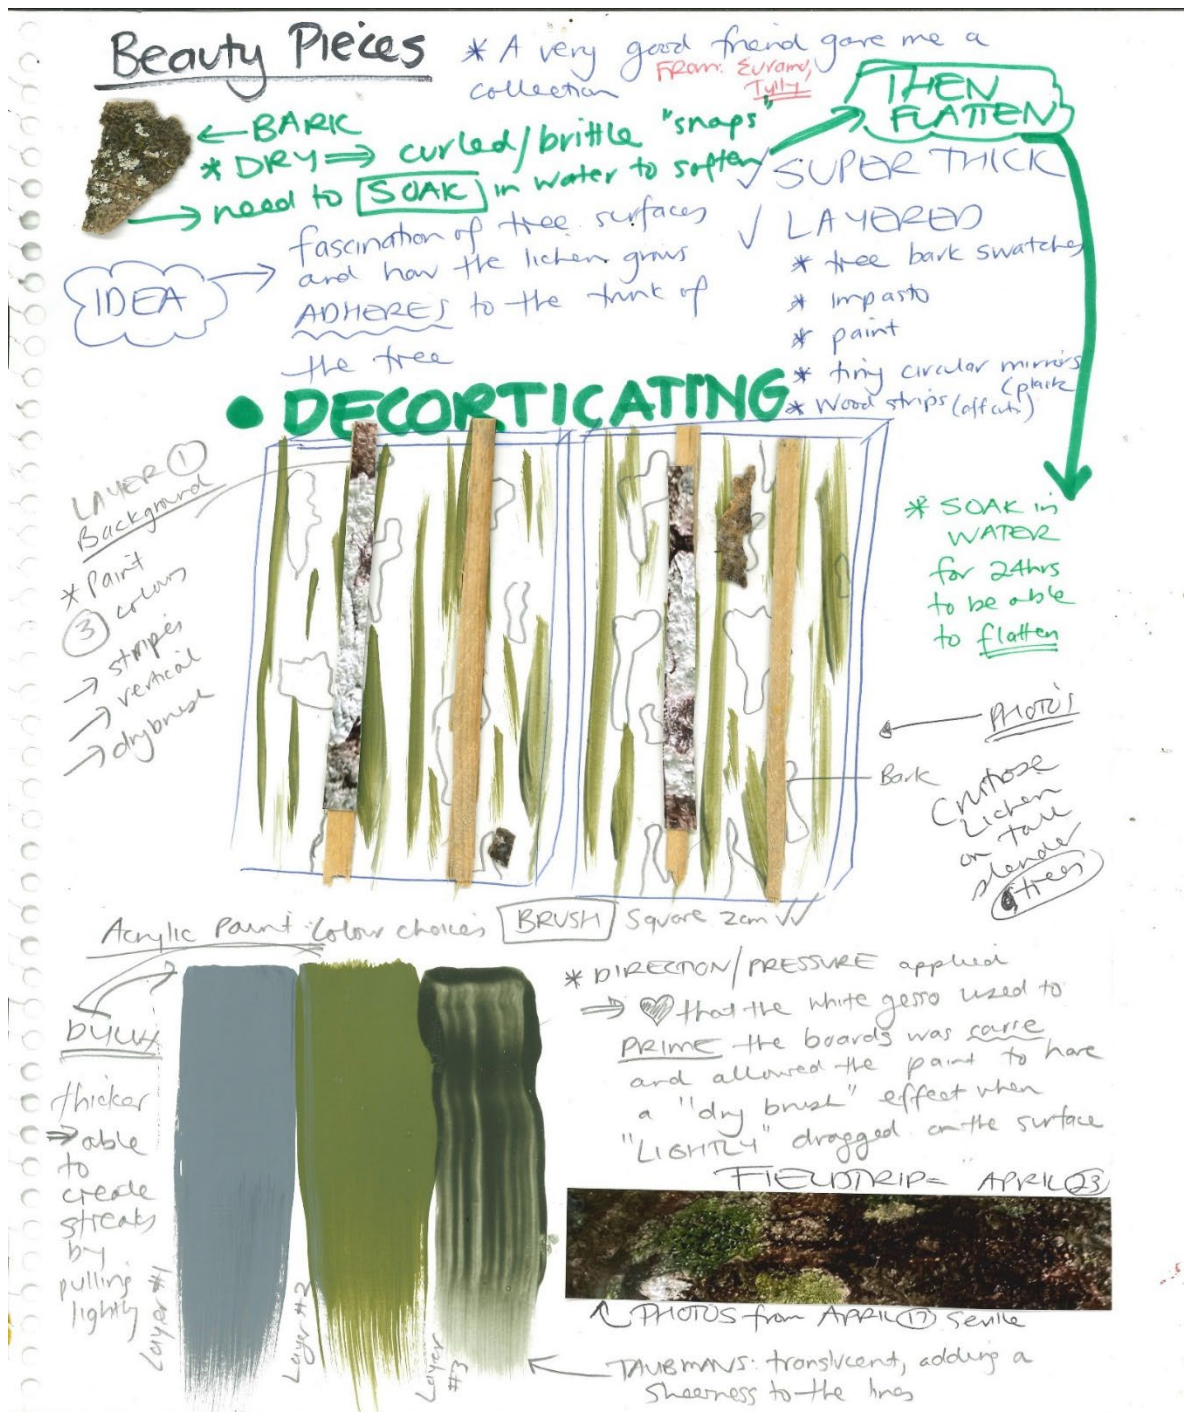 Beauty Pieces
* A very good friend gave me a
collection
From: Euramo,
Tully
← BARK
* DRY ⇒ curled/brittle "snaps"
→ need to SOAK in water to soften
THEN
FLATTEN
IDEA
→ fascination of tree surfaces
and how the lichen grows
ADHERES to the trunk of
the tree
✓ SUPER THICK
✓ LAYERED
* tree bark swatches
* impasto
* paint
* tiny circular mirrors
* Wood strips (offcuts)
• DECORTICATING
LAYER 1
Background
* Paint
3 colours
→ stripes
→ vertical
→ drybrush
* SOAK in
WATER
for 24hrs
to be able
to flatten
← PHOTO'S
Bark
Crustose
Lichen
on tall
slender
trees
Acrylic Paint Colour choices BRUSH Square 2cm ✓✓
thicker
⇒ able
to
create
streaks
by
pulling
lightly
Layer #1
Layer #2
Layer
#3
* DIRECTION/PRESSURE applied
⇒ ♥ that the white gesso used to
PRIME the boards was
and allowed the paint to have
a "dry brush" effect when
"LIGHTLY" dragged on the surface
FIELDTRIP = APRIL 23
↑ PHOTOS from APRIL 17 Seville
← TAUBMANS: translucent, adding a
sheerness to the lines